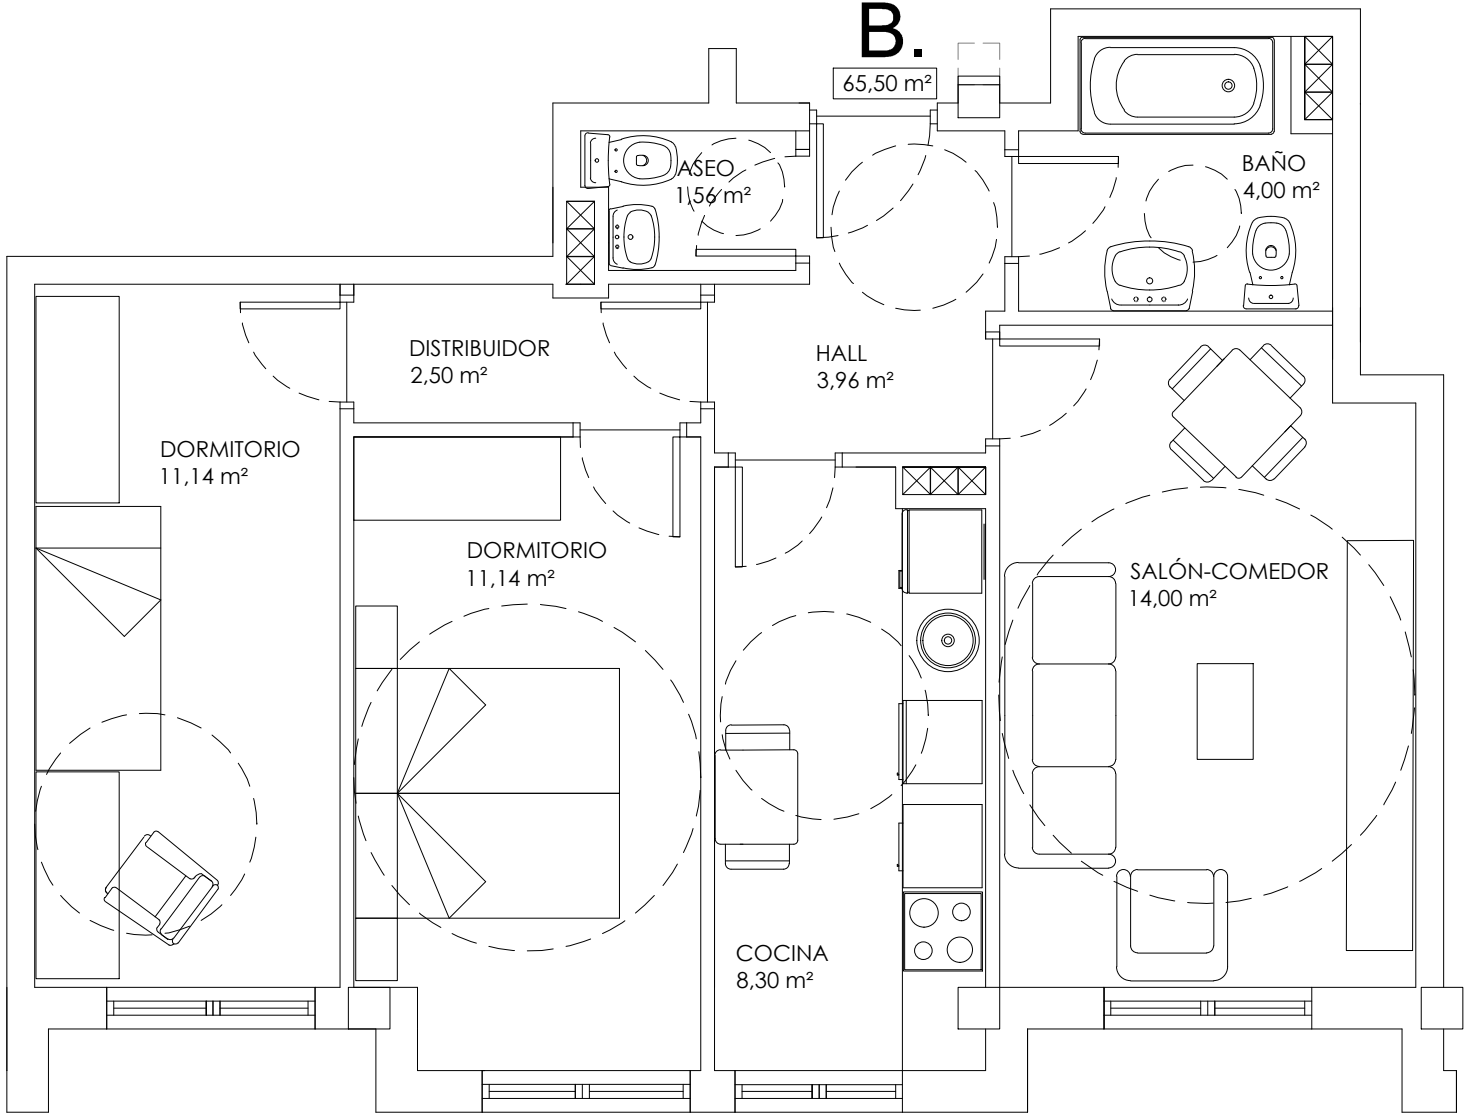 B.
65,50 m²
ASEO
1,56 m²
BAÑO
4,00 m²
DISTRIBUIDOR
2,50 m²
HALL
3,96 m²
DORMITORIO
11,14 m²
DORMITORIO
11,14 m²
SALÓN-COMEDOR
14,00 m²
COCINA
8,30 m²